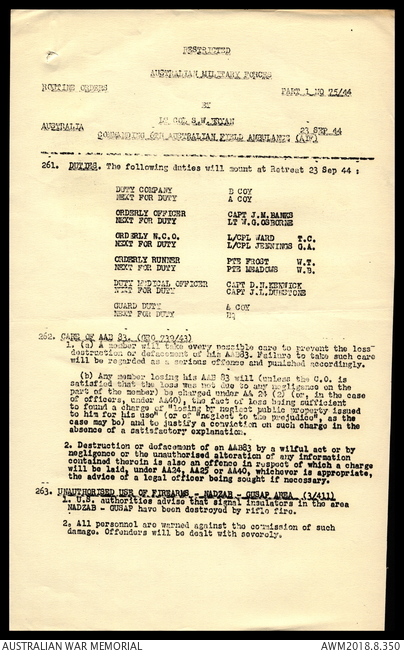 RESTRICTED
AUSTRALIAN MILITARY FORCES
ROUTINE ORDERS PART 1 NO 75/44
BY
LT COL S.W.
AUSTRALIA 23 SEP 44
COMMANDING AUSTRALIAN FIELD AMBULANCE (AIF)
261. DUTIES. The following duties will mount at Retreat 23 Sep 44 :
DUTY COMPANY B COY
NEXT FOR DUTY A COY
ORDERLY OFFICER CAPT J.M.BANKS
NEXT FOR DUTY LT W.G.OSBORNE
ORDERLY N.C.O. L/CPL WARD T.C.
NEXT FOR DUTY L/CPL JENNINGS G.A.
ORDERLY RUNNER PTE FROST W.T.
NEXT FOR DUTY PTE MEADOWS W.B.
DUTY MEDICAL OFFICER CAPT D.N.
NEXT FOR DUTY CAPT J.L.
GUARD DUTY A COY
NEXT FOR DUTY HQ
262. CARE OF AAB 83. (GRO 739/43)
1. (a) A member will take every possible care to prevent the loss
destruction or defacement of his AAB83. Failure to take such care
will be regarded as a serious offence and punished accordingly.
(b) Any member losing his AAB 83 will (unless the C.O. is
satisfied that the loss was not due to any negligence on the
part of the member) be charged under AA 24 (2) (or, in the case
of officers, under AA40), the fact of loss being sufficient
to found a charge of "losing by neglect public property issued
to him for his use" (or of "neglect to the prejudice", as the
case may be) and to justify a conviction on such charge in the
absence of a satisfactory explanation.
2. Destruction or defacement of an AAB83 by a wilful act or by
negligence or the unauthorised alteration of any information
contained therein is also an offence in respect of which a charge
will be laid, under AA34, AA25 or AA40, whichever is appropriate,
the advice of a legal officer being sought if necessary.
263. UNAUTHORISED USE OF FIREARMS - NADZAB - GUSAP AREA (3/411)
1. U.S. authorities advise that signal insulators in the area
NADZAB - GUSAP have been destroyed by rifle fire.
2. All personnel are warned against the commission of such
damage. Offenders will be dealt with severely.
AUSTRALIAN WAR MEMORIAL AWM2018.8.350